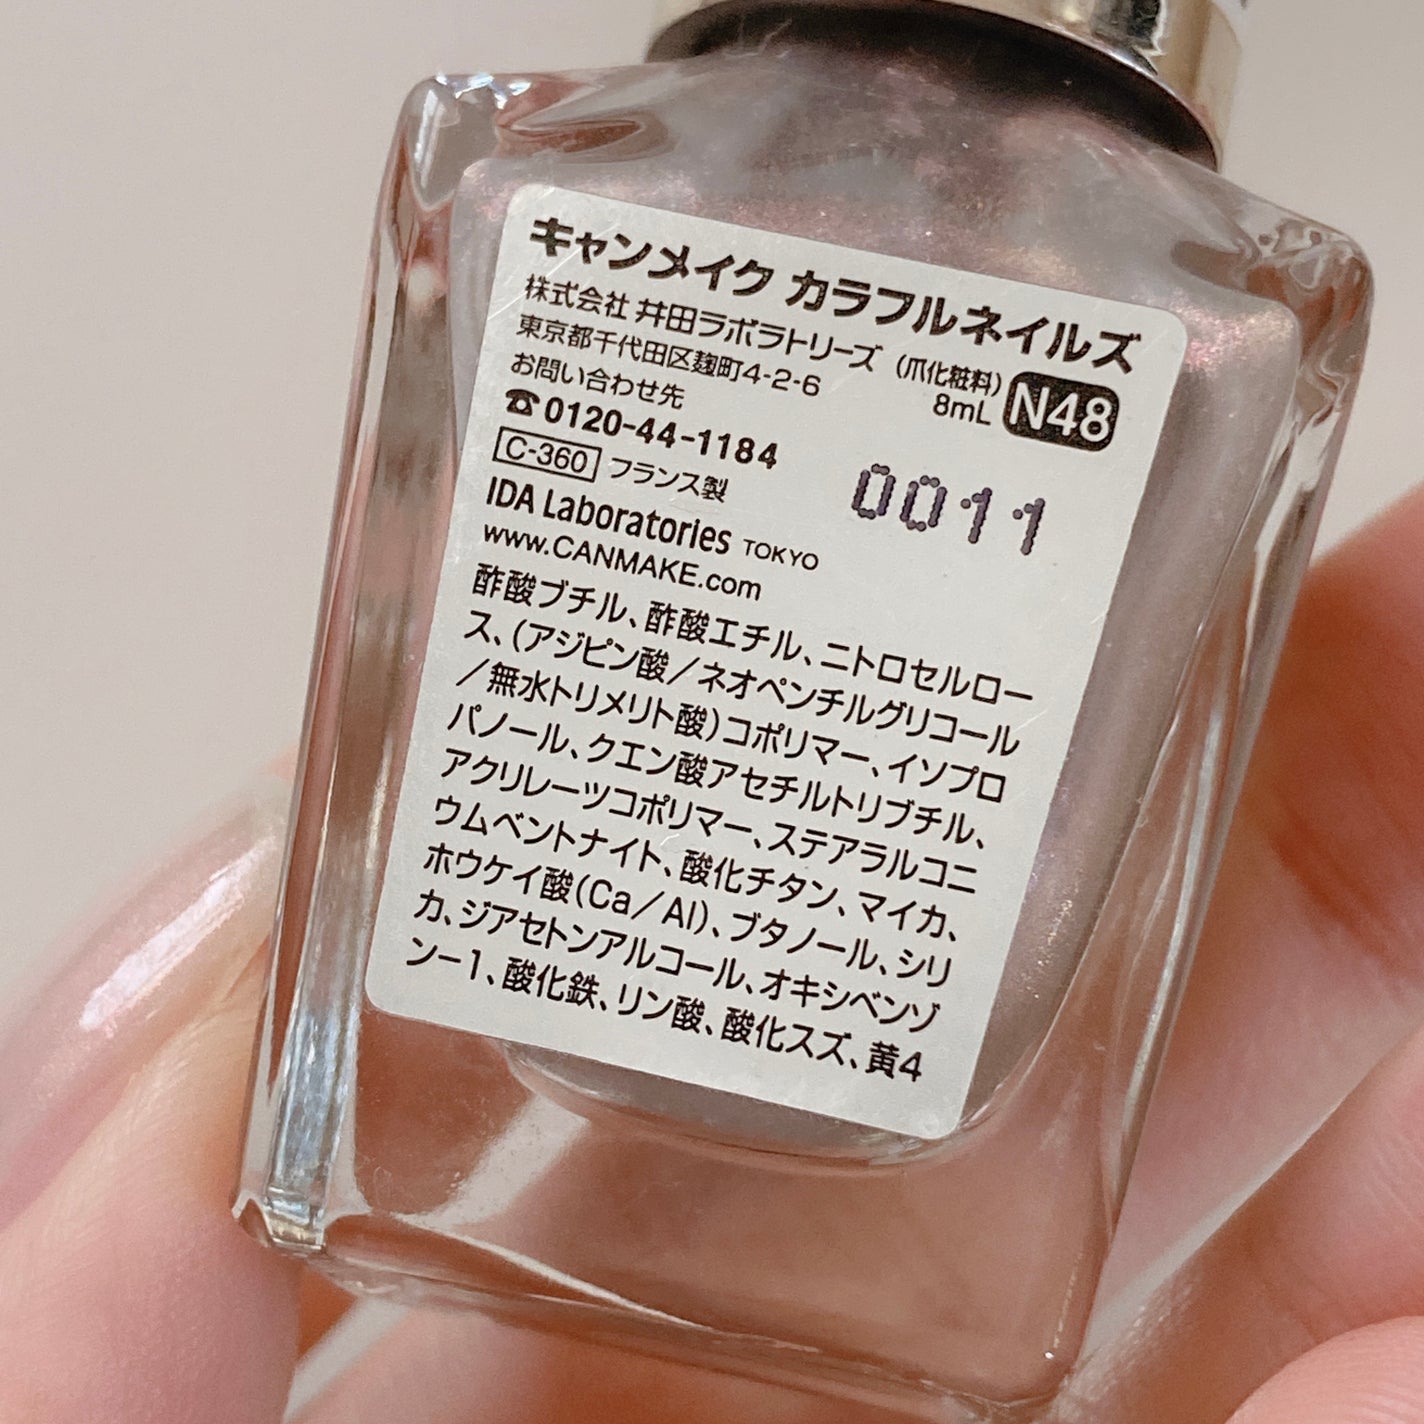 キャンメイク カラフルネイルズ
株式会社 井田ラボラトリーズ (爪化粧料)
東京都千代田区麹町4-2-6 8mL N48
お問い合わせ先
☎0120-44-1184
C-360 フランス製 0011
IDA Laboratories TOKYO
www.CANMAKE.com
酢酸ブチル、酢酸エチル、ニトロセルロー
ス、(アジピン酸/ネオペンチルグリコール
/無水トリメリト酸)コポリマー、イソプロ
パノール、クエン酸アセチルトリブチル、
アクリレーツコポリマー、ステアラルコニ
ウムベントナイト、酸化チタン、マイカ、
ホウケイ酸(Ca/Al)、ブタノール、シリ
カ、ジアセトンアルコール、オキシベンゾ
ン-1、酸化鉄、リン酸、酸化スズ、黄4